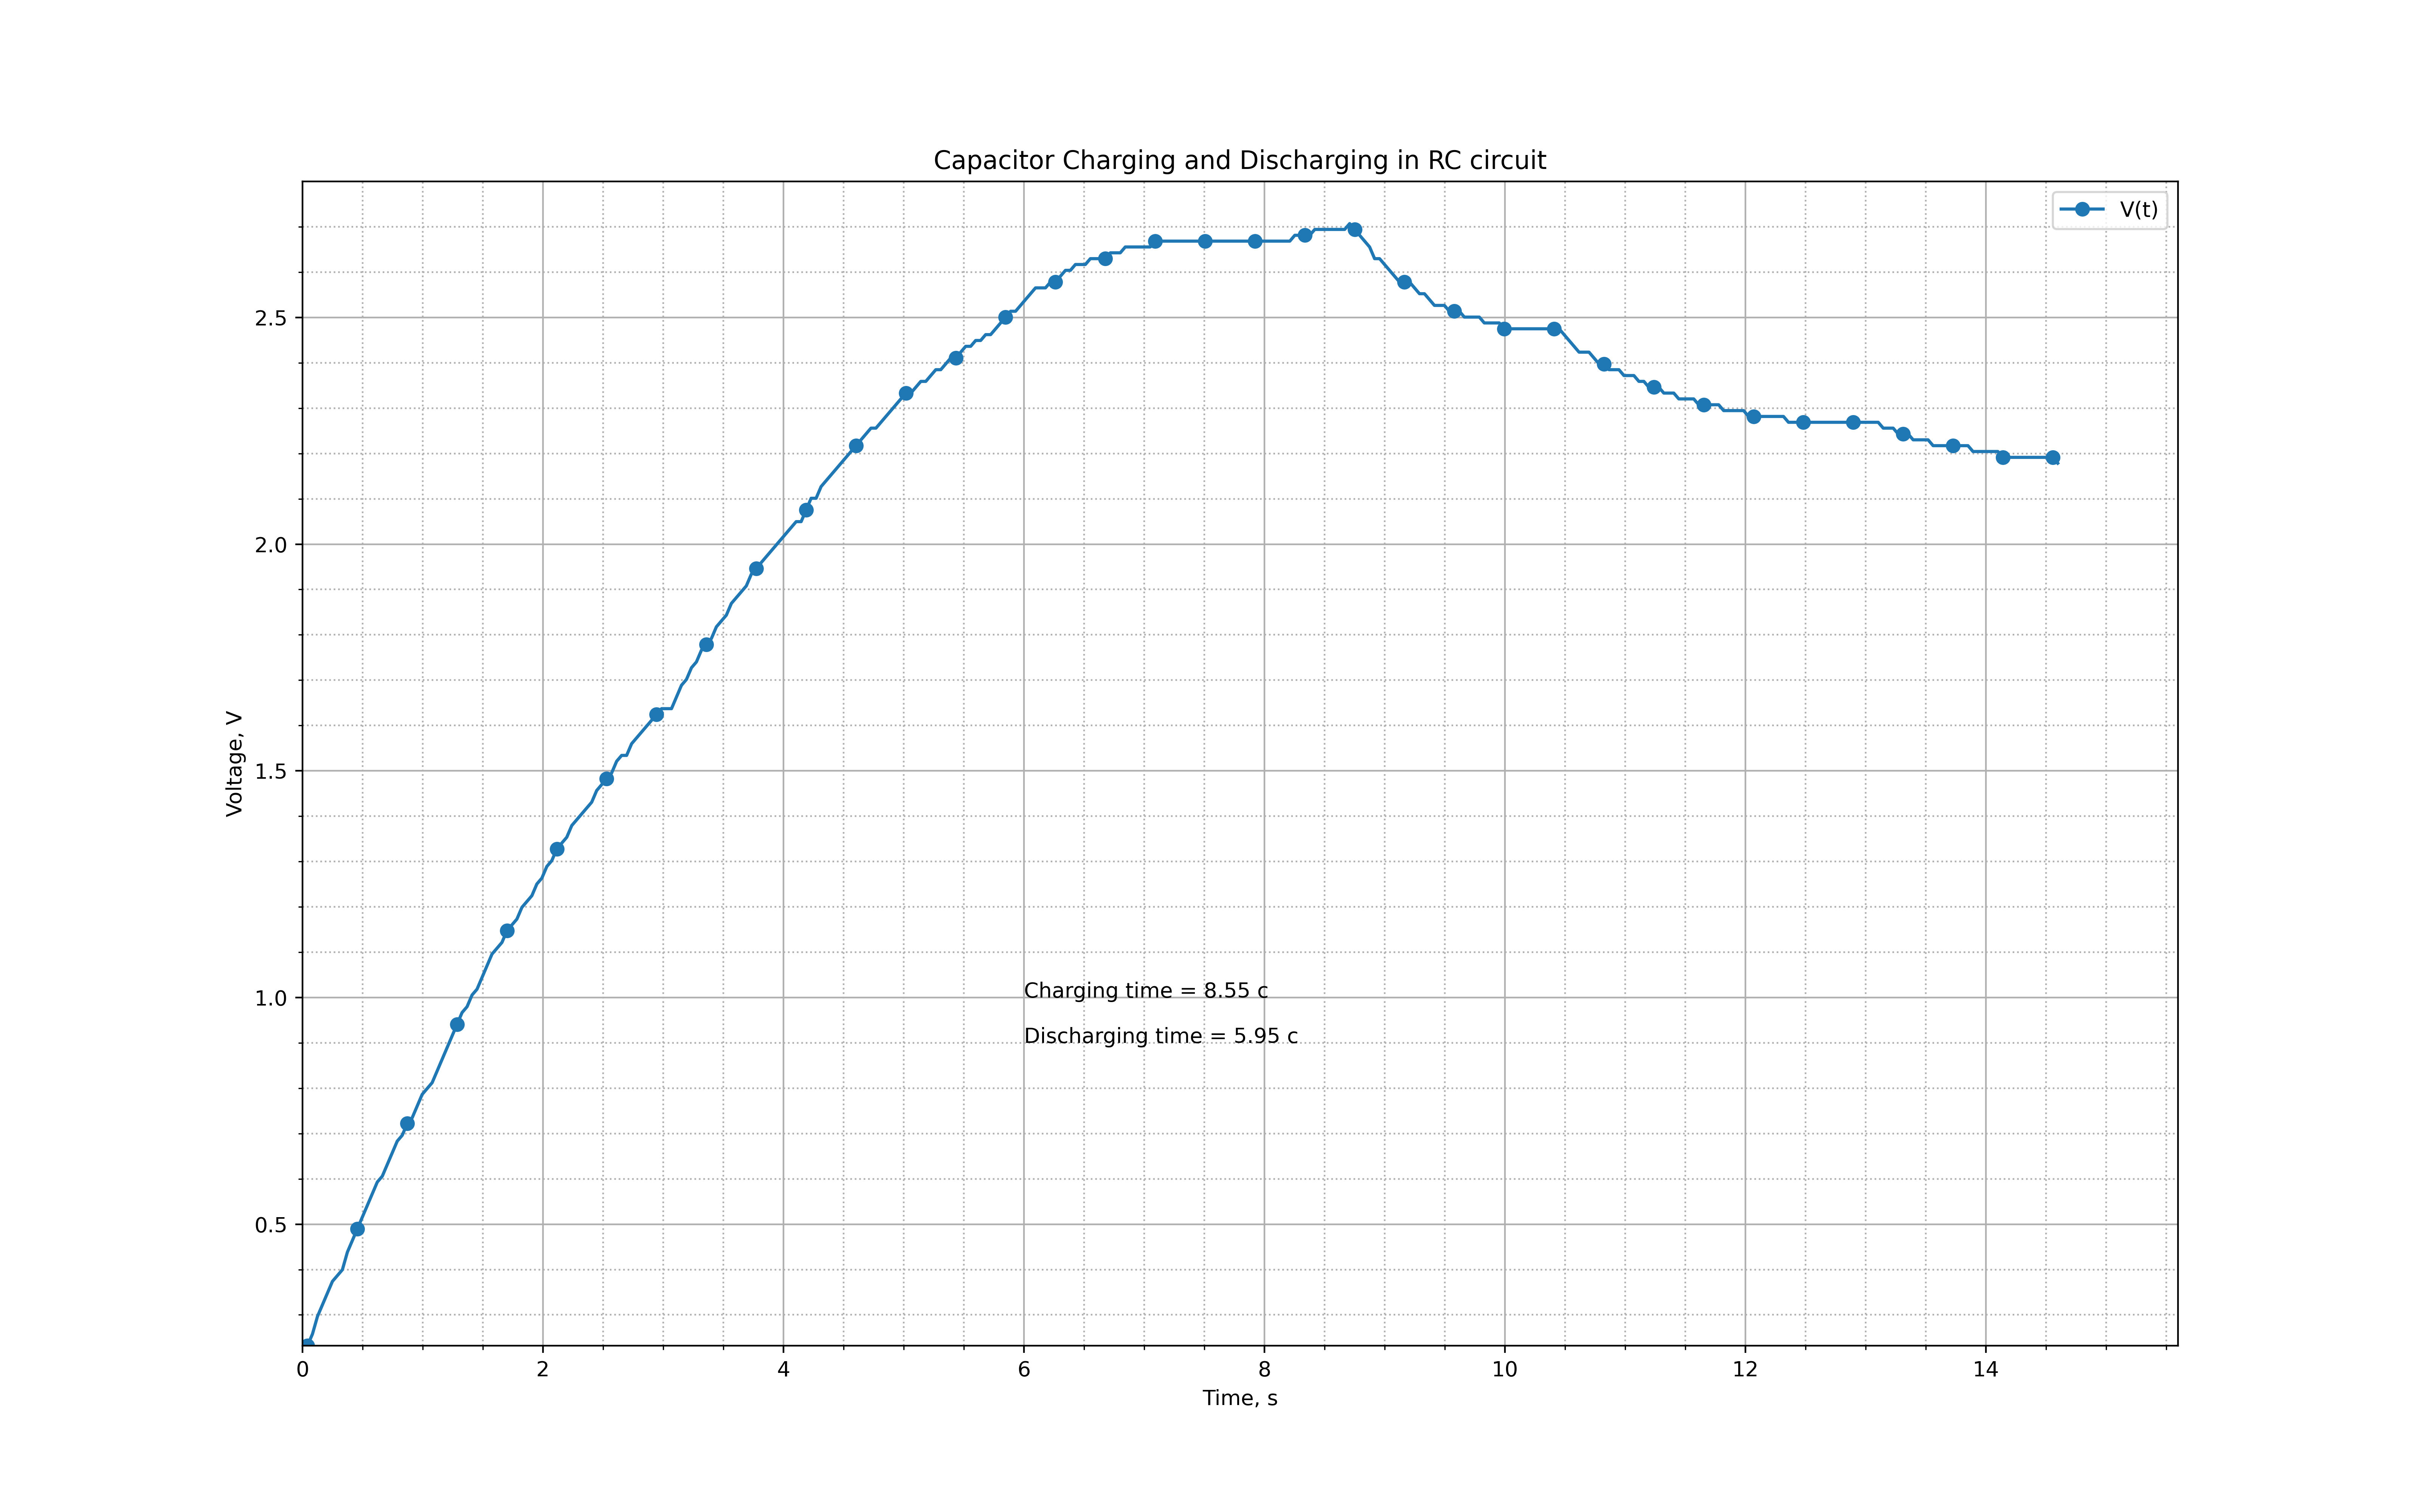 Capacitor Charging and Discharging in RC circuit
V(t)
2.5
2.0
1.5
1.0
0.5
Voltage, V
Charging time = 8.55 c
Discharging time = 5.95 c
0 2 4 6 8 10 12 14
Time, s